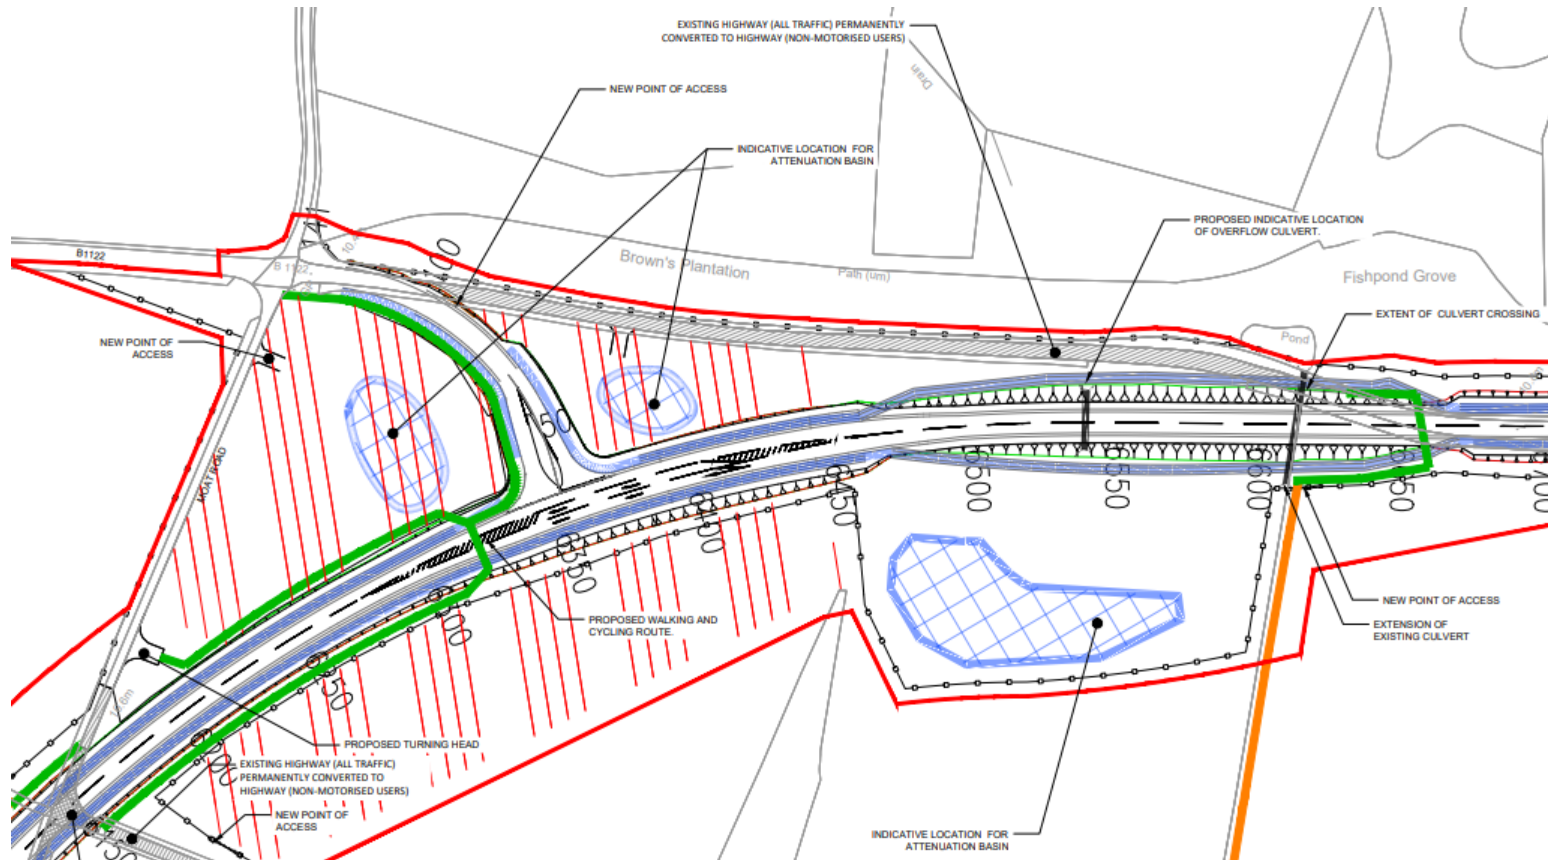 EXISTING HIGHWAY (ALL TRAFFIC) PERMANENTLY
CONVERTED TO HIGHWAY (NON-MOTORISED USERS)
Drain
NEW POINT OF ACCESS
INDICATIVE LOCATION FOR
ATTENUATION BASIN
PROPOSED INDICATIVE LOCATION
OF OVERFLOW CULVERT.
B1122
B 1122
Brown's Plantation
Path (um)
Fishpond Grove
EXTENT OF CULVERT CROSSING
Pond
NEW POINT OF
ACCESS
50
MOAT ROAD
6450
6500
6550
6600
6400
6350
NEW POINT OF ACCESS
EXTENSION OF
EXISTING CULVERT
PROPOSED WALKING AND
CYCLING ROUTE.
PROPOSED TURNING HEAD
EXISTING HIGHWAY (ALL TRAFFIC)
PERMANENTLY CONVERTED TO
HIGHWAY (NON-MOTORISED USERS)
NEW POINT OF
ACCESS
INDICATIVE LOCATION FOR
ATTENUATION BASIN